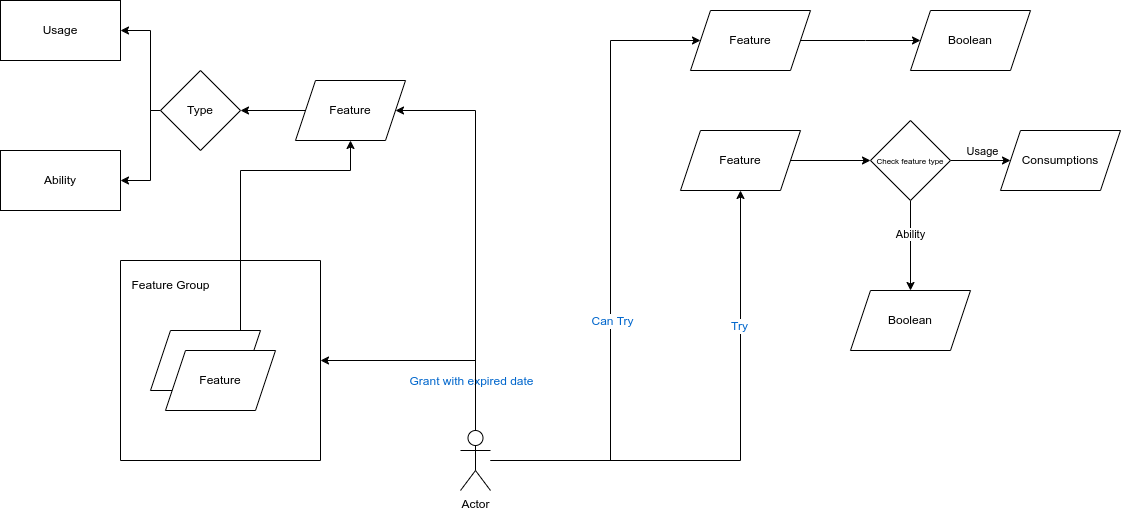 Usage
Type
Feature
Ability
Feature Group
Feature
Grant with expired date
Actor
Can Try
Try
Feature
Boolean
Feature
Check feature type
Usage
Consumptions
Ability
Boolean